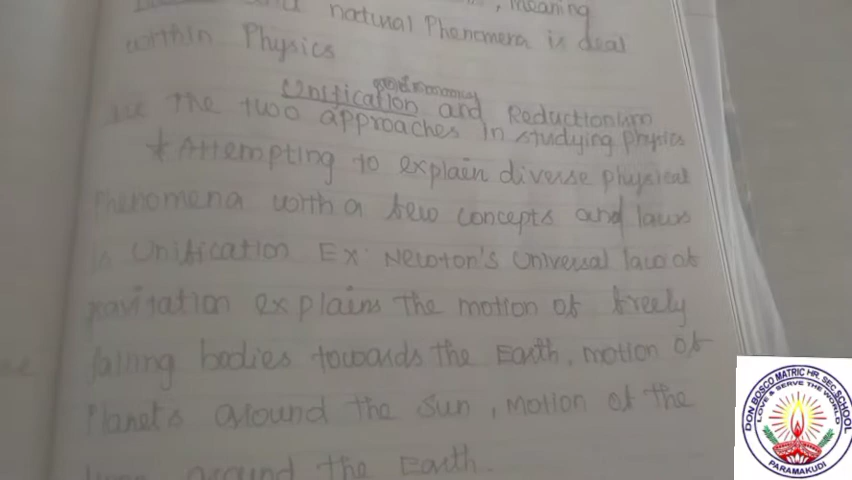 , meaning
natural Phenomena is deal
within Physics
Unification and Reductionism
the two approaches in studying physics
* Attempting to explain diverse physical
Phenomena with a few concepts and laws
is Unification Ex: Newton's Universal law of
gravitation explains the motion of freely
falling bodies towards the Earth, motion of
Planets around the Sun, motion of the
around the Earth.
DON BOSCO MATRIC HR. SEC. SCHOOL
LOVE & SERVE THE WORLD
PARAMAKUDI